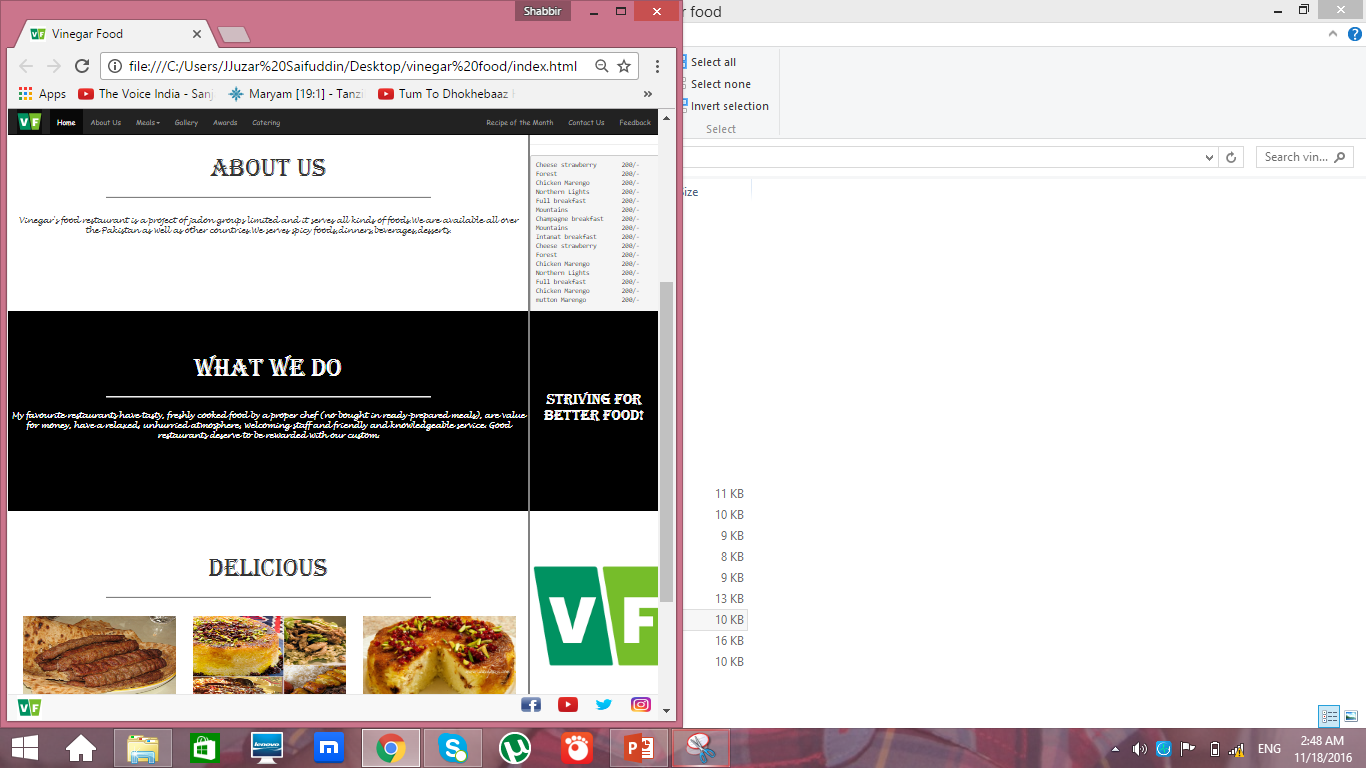 Shabbir
r food
Vinegar Food
file:///C:/Users/JJuzar%20Saifuddin/Desktop/vinegar%20food/index.html
Apps The Voice India - Sanj Maryam [19:1] - Tanzi Tum To Dhokhebaaz »
Select all
Select none
Invert selection
Select
Search vin...
VF Home About Us Meals Gallery Awards Catering Recipe of the Month Contact Us Feedback
ABOUT US
Vinegar's food restaurant is a project of jadon groups limited and it serves all kinds of foods.We are available all over
the Pakistan as well as other countries.We serves spicy foods,dinners,beverages,desserts.
Cheese strawberry 200/-
Forest 200/-
Chicken Marengo 200/-
Northern Lights 200/-
Full breakfast 200/-
Mountains 200/-
Champagne breakfast 200/-
Mountains 200/-
Intamat breakfast 200/-
Cheese strawberry 200/-
Forest 200/-
Chicken Marengo 200/-
Northern Lights 200/-
Full breakfast 200/-
Chicken Marengo 200/-
mutton Marengo 200/-
WHAT WE DO
My favourite restaurants have tasty, freshly cooked food by a proper chef (no bought in ready-prepared meals), are value
for money, have a relaxed, unhurried atmosphere, welcoming staff and friendly and knowledgeable service. Good
restaurants deserve to be rewarded with our custom.
STRIVING FOR
BETTER FOOD!
DELICIOUS
VF
VF
11 KB
10 KB
9 KB
8 KB
9 KB
13 KB
10 KB
16 KB
10 KB
lenovo
ENG
2:48 AM
11/18/2016